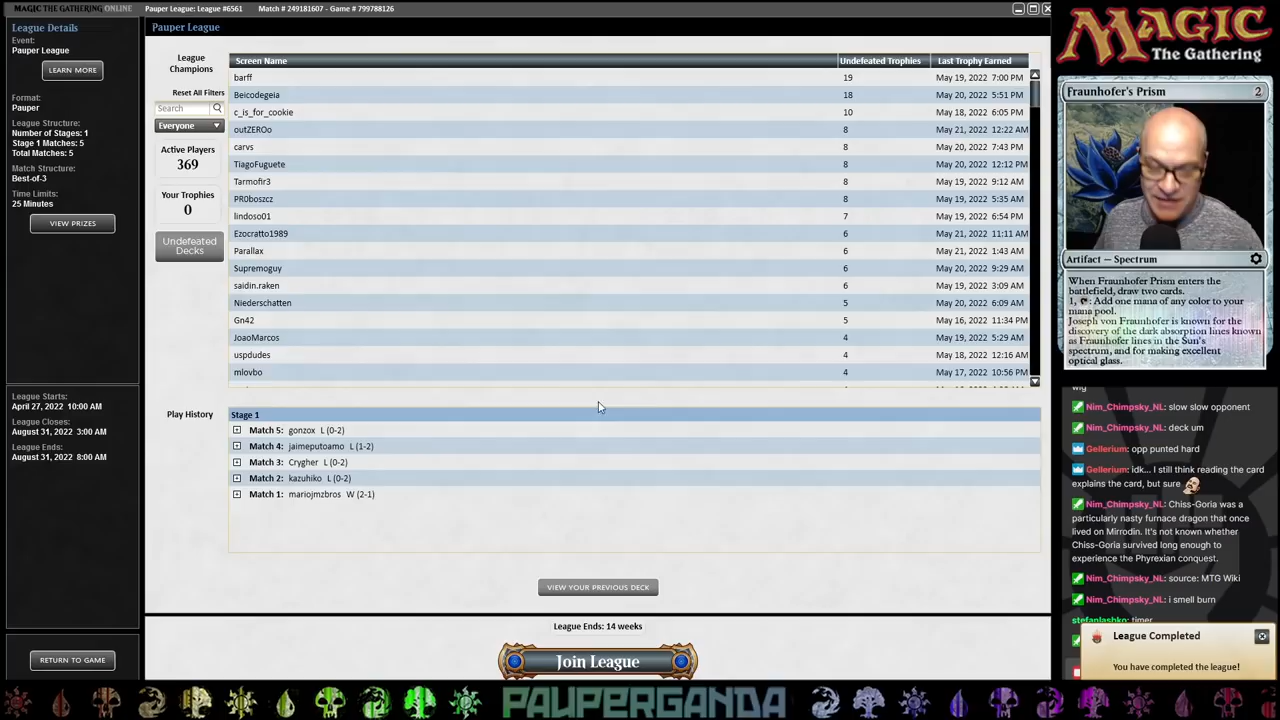 MAGIC THE GATHERING ONLINE
Pauper League: League #6561 Match # 249181607 - Game # 799788126
League Details
Event:
Pauper League
LEARN MORE
Format:
Pauper
League Structure:
Number of Stages: 1
Stage 1 Matches: 5
Total Matches: 5
Match Structure:
Best-of-3
Time Limits:
25 Minutes
VIEW PRIZES
League Starts:
April 27, 2022 10:00 AM
League Closes:
August 31, 2022 3:00 AM
League Ends:
August 31, 2022 8:00 AM
RETURN TO GAME
Pauper League
League
Champions
Reset All Filters
Search
Everyone
Active Players
369
Your Trophies
0
Undefeated
Decks
Screen Name Undefeated Trophies Last Trophy Earned
barff 19 May 19, 2022 7:00 PM
Beicodegeia 18 May 20, 2022 5:51 PM
c_is_for_cookie 10 May 18, 2022 6:05 PM
outZEROo 8 May 21, 2022 12:22 AM
carvs 8 May 20, 2022 7:43 PM
TiagoFuguete 8 May 20, 2022 12:12 PM
Tarmofir3 8 May 19, 2022 9:12 AM
PR0boszcz 8 May 19, 2022 5:35 AM
lindoso01 7 May 19, 2022 6:54 PM
Ezocratto1989 6 May 21, 2022 11:11 AM
Parallax 6 May 21, 2022 1:43 AM
Supremoguy 6 May 20, 2022 9:29 AM
saidin.raken 6 May 19, 2022 3:09 AM
Niederschatten 5 May 20, 2022 6:09 AM
Gn42 5 May 16, 2022 11:34 PM
JoaoMarcos 4 May 19, 2022 5:29 AM
uspdudes 4 May 18, 2022 12:16 AM
mlovbo 4 May 17, 2022 10:56 PM
Play History
Stage 1
Match 5: gonzox L (0-2)
Match 4: jaimeputoamo L (1-2)
Match 3: Crygher L (0-2)
Match 2: kazuhiko L (0-2)
Match 1: mariojmzbros W (2-1)
VIEW YOUR PREVIOUS DECK
League Ends: 14 weeks
Join League
MAGIC
The Gathering
Fraunhofer's Prism 2
Artifact — Spectrum
When Fraunhofer Prism enters the
battlefield, draw two cards.
1, : Add one mana of any color to your
mana pool.
Joseph von Fraunhofer is known for the
discovery of the dark absorption lines known
as Fraunhofer lines in the Sun's
spectrum, and for making excellent
optical glass.
wig
Nim_Chimpsky_NL: slow slow opponent
Nim_Chimpsky_NL: deck um
Gellerium: opp punted hard
Gellerium: idk... I still think reading the card
explains the card, but sure
Nim_Chimpsky_NL: Chiss-Goria was a
particularly nasty furnace dragon that once
lived on Mirrodin. It's not known whether
Chiss-Goria survived long enough to
experience the Phyrexian conquest.
Nim_Chimpsky_NL: source: MTG Wiki
Nim_Chimpsky_NL: i smell burn
stefanlashko: timer
League Completed
You have completed the league!
PAUPERGANDA